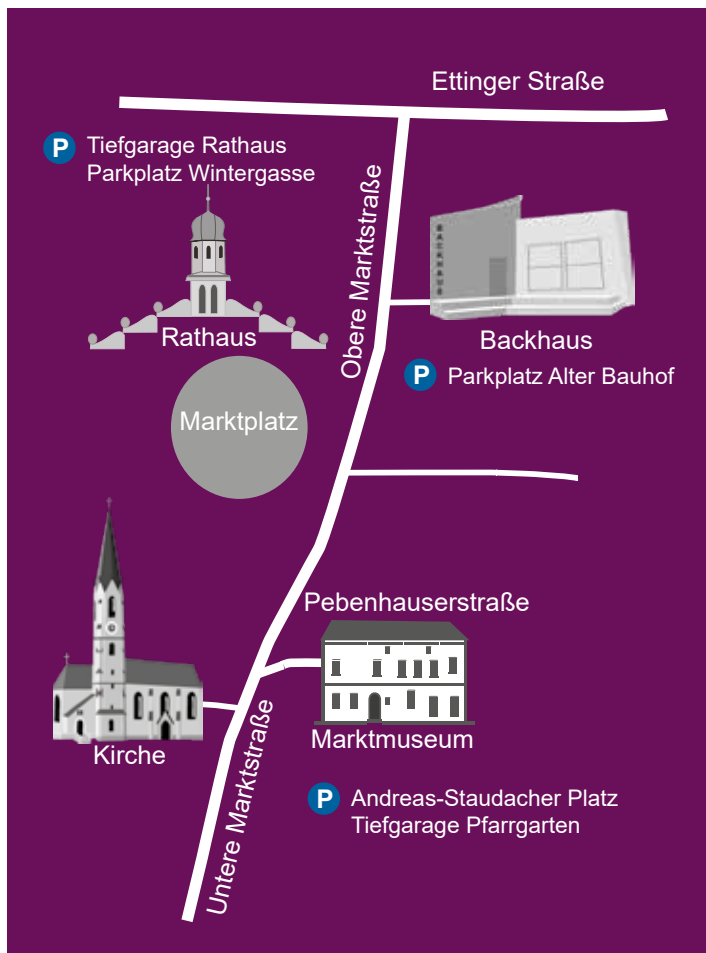 Ettinger Straße
P Tiefgarage Rathaus
Parkplatz Wintergasse
Obere Marktstraße
BACKHAUS
Rathaus
Backhaus
P Parkplatz Alter Bauhof
Marktplatz
Pebenhauserstraße
Marktmuseum
Kirche
Untere Marktstraße
P Andreas-Staudacher Platz
Tiefgarage Pfarrgarten